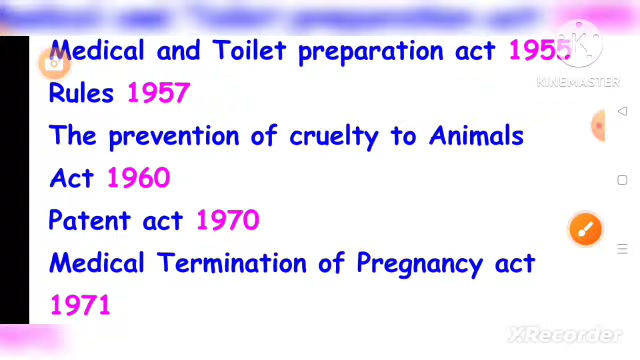 Medical and Toilet preparation act 1955
KINEMASTER
Rules 1957
The prevention of cruelty to Animals
Act 1960
Patent act 1970
Medical Termination of Pregnancy act
1971
XRecorder